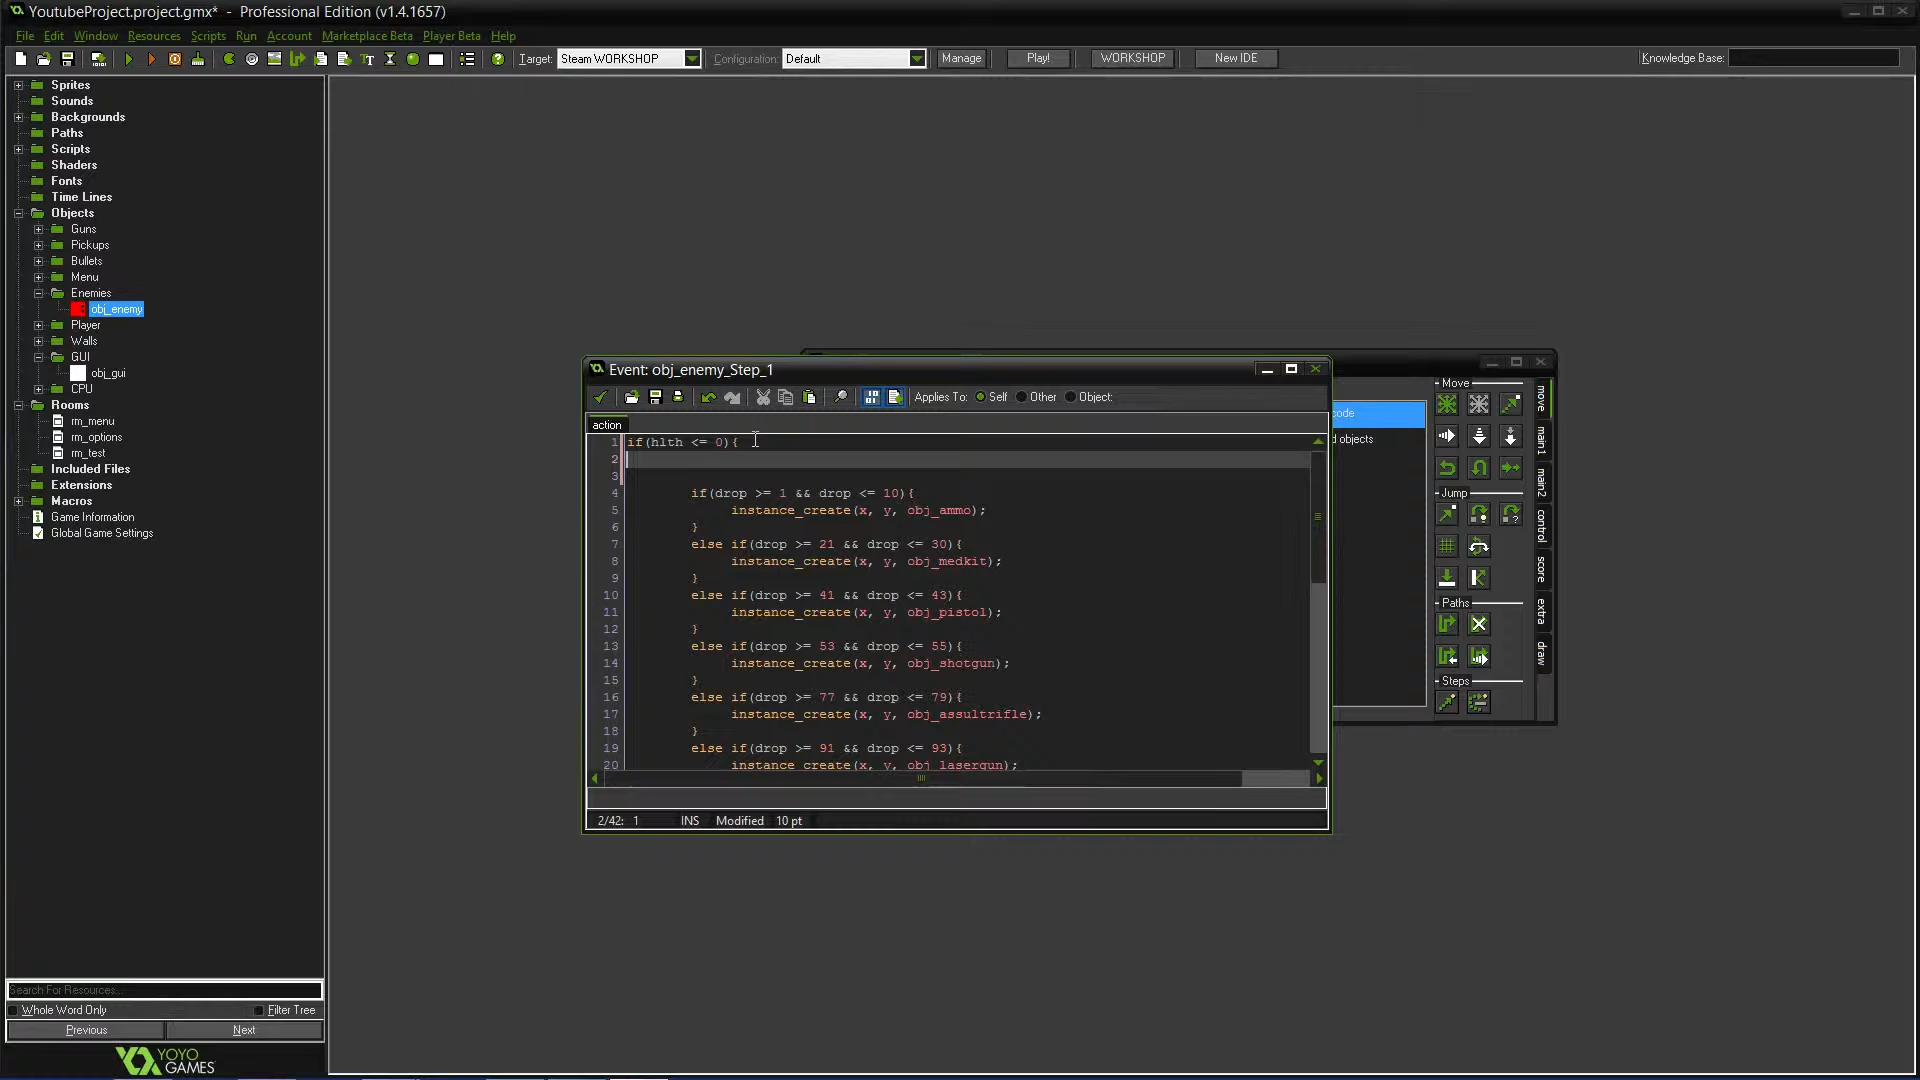 YoutubeProject.project.gmx* - Professional Edition (v1.4.1657)
File Edit Window Resources Scripts Run Account Marketplace Beta Player Beta Help
Target: Steam WORKSHOP Configuration: Default Manage Play! WORKSHOP New IDE Knowledge Base:
Sprites
Sounds
Backgrounds
Paths
Scripts
Shaders
Fonts
Time Lines
Objects
Guns
Pickups
Bullets
Menu
Enemies
obj_enemy
Player
Walls
GUI
obj_gui
CPU
Rooms
rm_menu
rm_options
rm_test
Included Files
Extensions
Macros
Game Information
Global Game Settings
Search For Resources...
Whole Word Only Filter Tree
Previous Next
YOYO
GAMES
Event: obj_enemy_Step_1
Applies To: Self Other Object:
action
1 if(hlth <= 0){
2
3
4 if(drop >= 1 && drop <= 10){
5 instance_create(x, y, obj_ammo);
6 }
7 else if(drop >= 21 && drop <= 30){
8 instance_create(x, y, obj_medkit);
9 }
10 else if(drop >= 41 && drop <= 43){
11 instance_create(x, y, obj_pistol);
12 }
13 else if(drop >= 53 && drop <= 55){
14 instance_create(x, y, obj_shotgun);
15 }
16 else if(drop >= 77 && drop <= 79){
17 instance_create(x, y, obj_assultrifle);
18 }
19 else if(drop >= 91 && drop <= 93){
20 instance_create(x, y, obj_lasergun);
2/42: 1 INS Modified 10 pt
code
d objects
Move
Jump
Paths
Steps
move
main1
main2
control
score
extra
draw